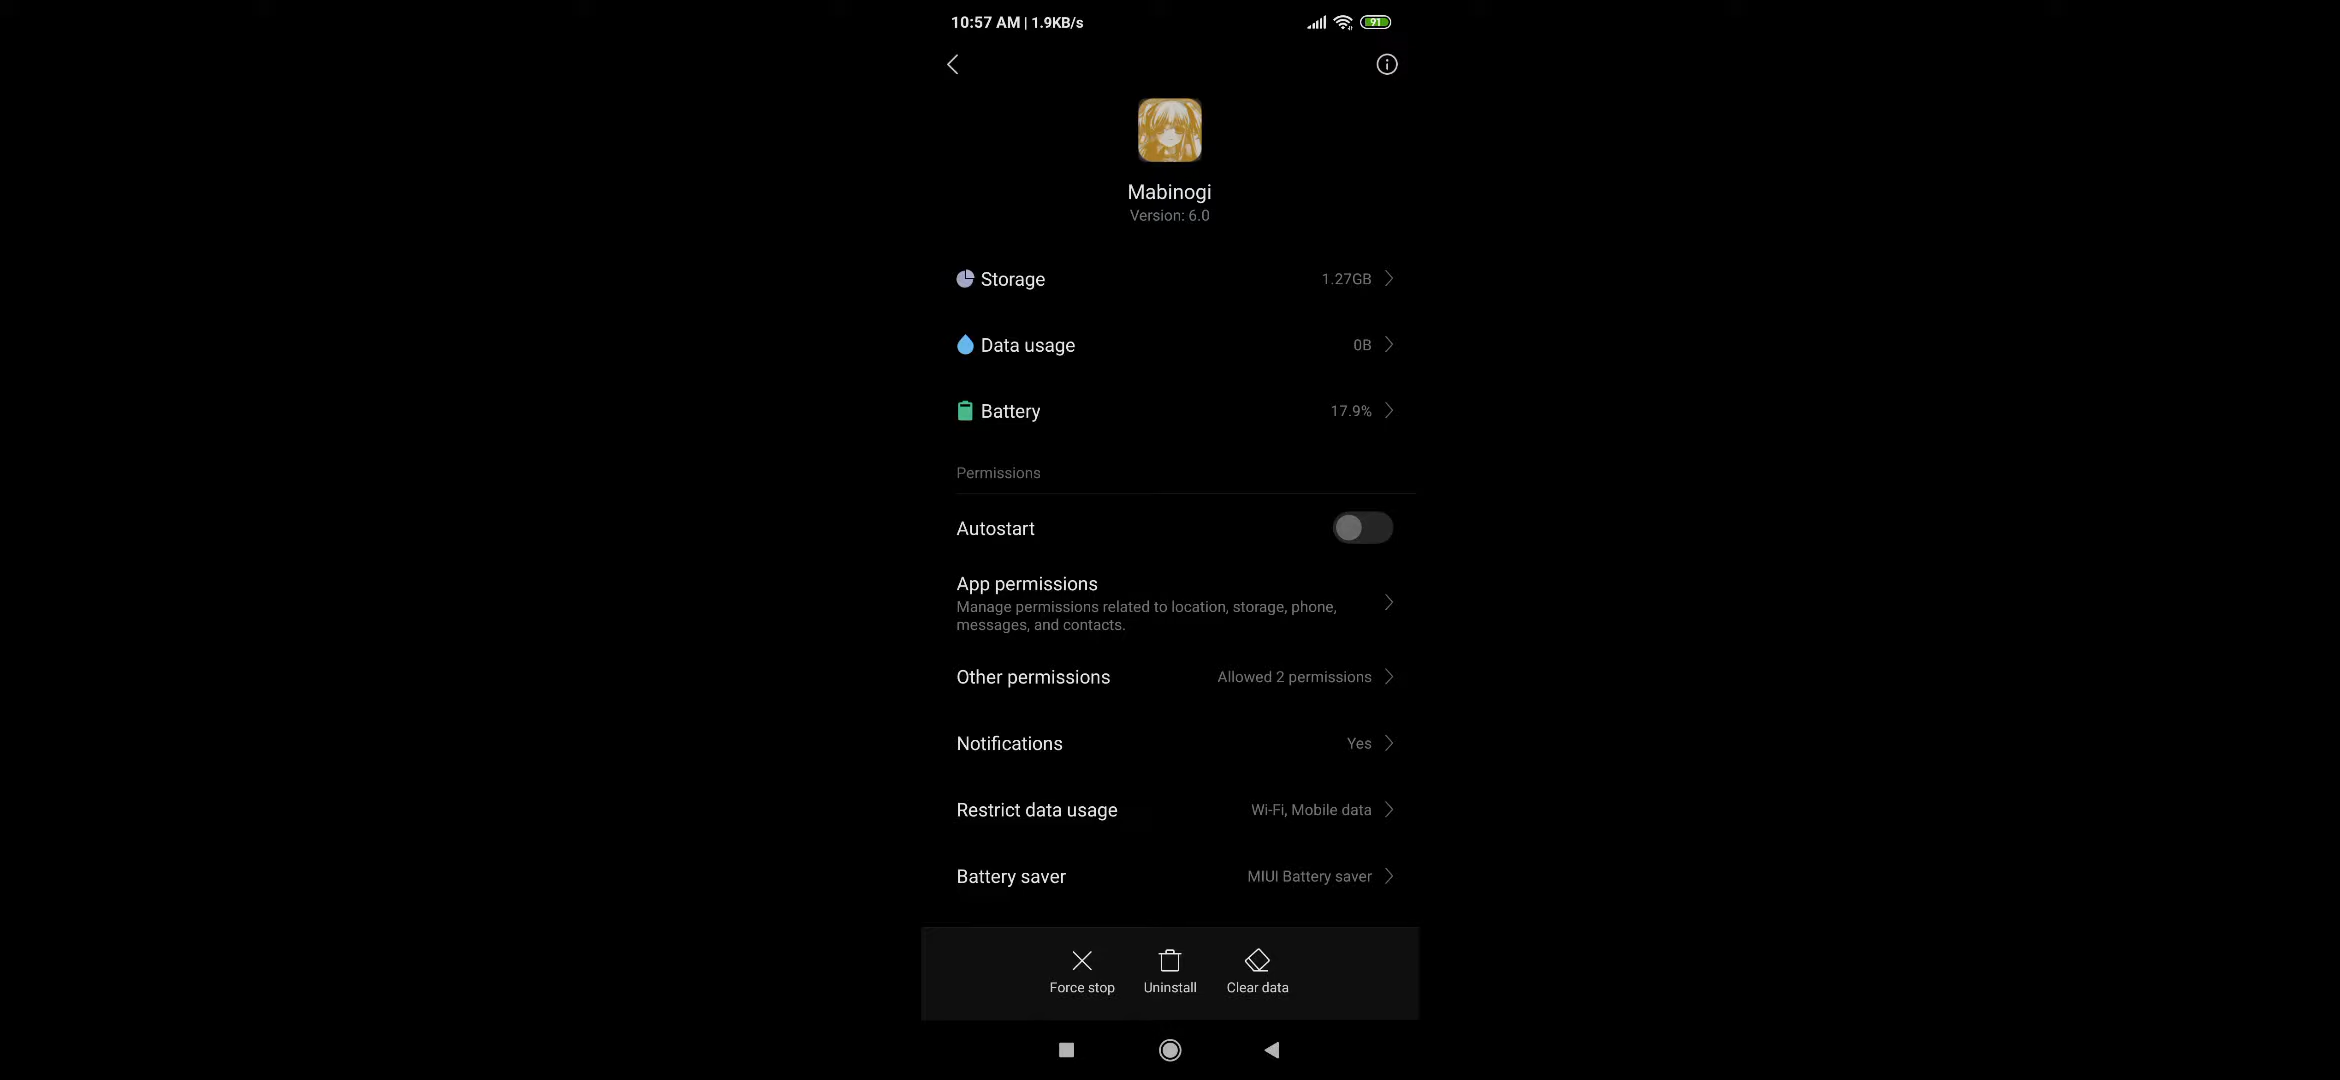 10:57 AM | 1.9KB/s
91
Mabinogi
Version: 6.0
Storage 1.27GB
Data usage 0B
Battery 17.9%
Permissions
Autostart
App permissions
Manage permissions related to location, storage, phone,
messages, and contacts.
Other permissions Allowed 2 permissions
Notifications Yes
Restrict data usage Wi-Fi, Mobile data
Battery saver MIUI Battery saver
Force stop Uninstall Clear data